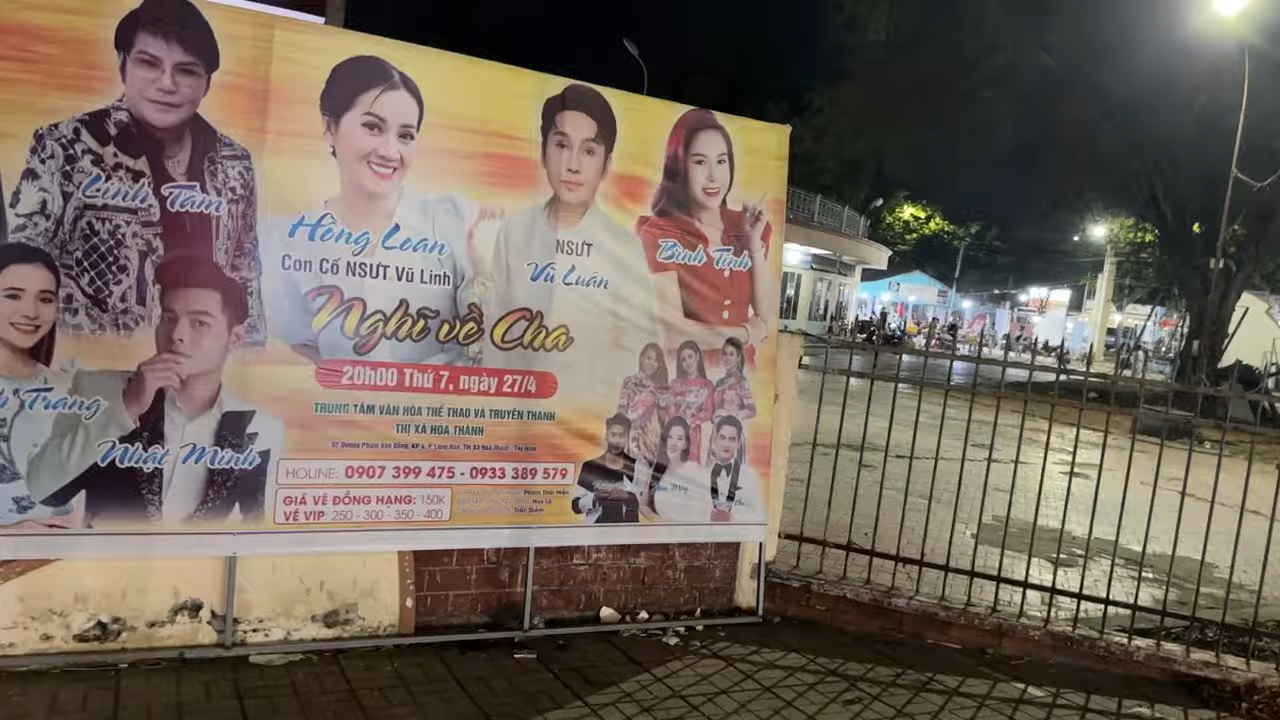 Linh Tâm
Hồng Loan
Con Cố NSƯT Vũ Linh
NSƯT
Vũ Luân
Bình Tinh
Trang
Nhật Minh
Nghĩ về Cha
20h00 Thứ 7, ngày 27/4
TRUNG TÂM VĂN HÓA THỂ THAO VÀ TRUYỀN THANH
THỊ XÃ HÒA THÀNH
HOLINE: 0907 399 475 - 0933 389 579
GIÁ VÉ ĐỒNG HẠNG: 150K
VÉ VIP: 250 - 300 - 350 - 400